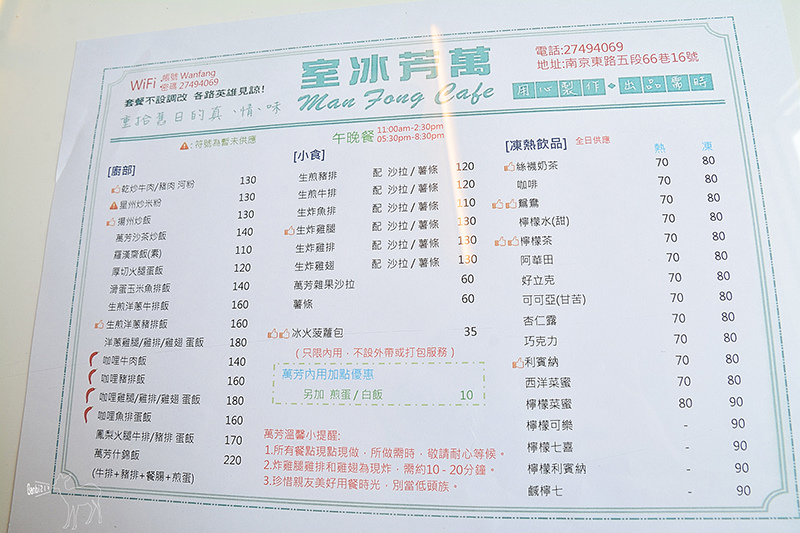 WiFi 帳號 Wanfang
密碼 27494069
套餐不設調改 各路英雄見諒!
重拾舊日的真、情、味
室冰芳萬
Man Fong Cafe
電話:27494069
地址:南京東路五段66巷16號
用心製作◆出品需時
⚠:符號為暫未供應
午晚餐 11:00am-2:30pm
05:30pm-8:30pm
[廚部]
乾炒牛肉/豬肉 河粉 130
星州炒米粉 130
揚州炒飯 130
萬芳沙茶炒飯 140
羅漢齋飯(素) 110
厚切火腿蛋飯 120
滑蛋玉米魚排飯 140
生煎洋蔥牛排飯 160
生煎洋蔥豬排飯 160
洋蔥雞腿/雞排/雞翅 蛋飯 180
咖哩牛肉飯 140
咖哩豬排飯 160
咖哩雞腿/雞排/雞翅 蛋飯 180
咖哩魚排蛋飯 160
鳳梨火腿牛排/豬排 蛋飯 170
萬芳什錦飯 220
(牛排+豬排+餐腸+煎蛋)
[小食]
生煎豬排 配 沙拉/薯條 120
生煎牛排 配 沙拉/薯條 120
生炸魚排 配 沙拉/薯條 110
生炸雞腿 配 沙拉/薯條 130
生炸雞排 配 沙拉/薯條 130
生炸雞翅 配 沙拉/薯條 130
萬芳雜果沙拉 60
薯條 60
冰火菠蘿包 35
(只限內用，不設外帶或打包服務)
萬芳內用加點優惠
另加 煎蛋/白飯 10
萬芳溫馨小提醒:
1.所有餐點現點現做，所做需時，敬請耐心等候。
2.炸雞腿雞排和雞翅為現炸，需約10-20分鐘。
3.珍惜親友美好用餐時光，別當低頭族。
[凍熱飲品] 全日供應
熱 凍
絲襪奶茶 70 80
咖啡 70 80
鴛鴦 70 80
檸檬水(甜) 70 80
檸檬茶 70 80
阿華田 70 80
好立克 70 80
可可亞(甘苦) 70 80
杏仁露 70 80
巧克力 70 80
利賓納 70 80
西洋菜蜜 70 80
檸檬菜蜜 80 90
檸檬可樂 - 90
檸檬七喜 - 90
檸檬利賓納 - 90
鹹檸七 - 90